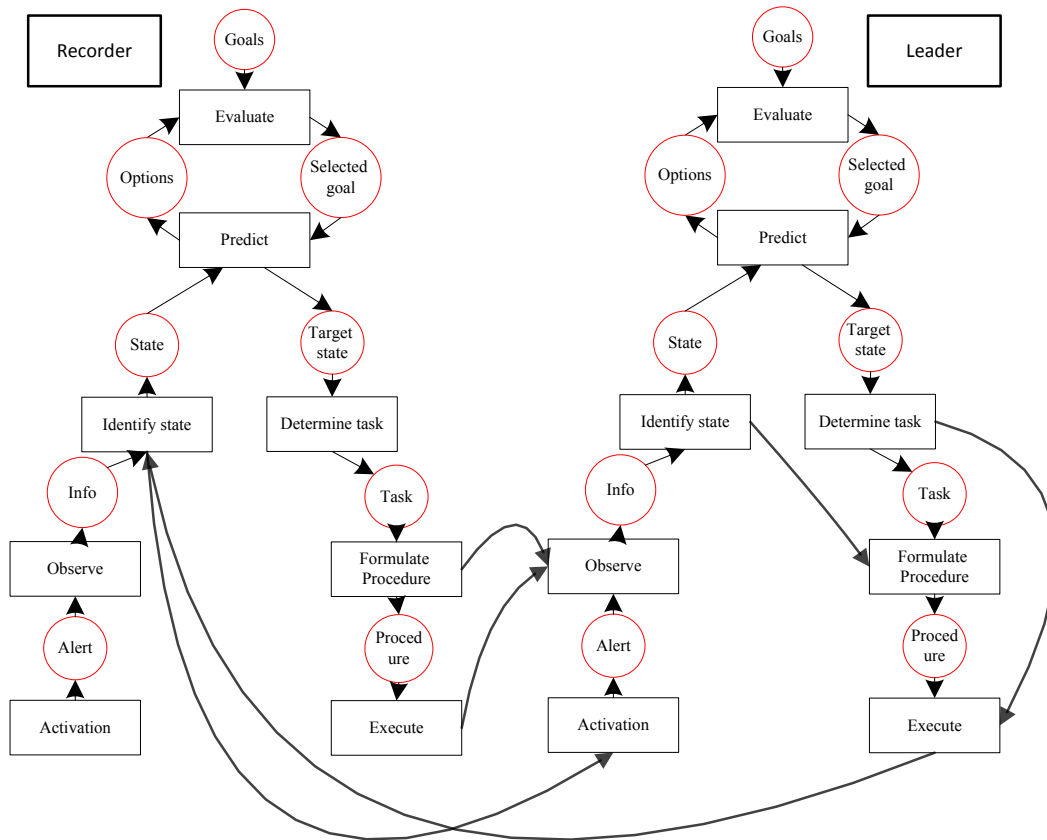 Recorder
Goals
Evaluate
Options
Selected
goal
Predict
State
Target
state
Identify state
Determine task
Info
Task
Observe
Formulate
Procedure
Alert
Proced
ure
Activation
Execute
Leader
Goals
Evaluate
Options
Selected
goal
Predict
State
Target
state
Identify state
Determine task
Info
Task
Observe
Formulate
Procedure
Alert
Proced
ure
Activation
Execute